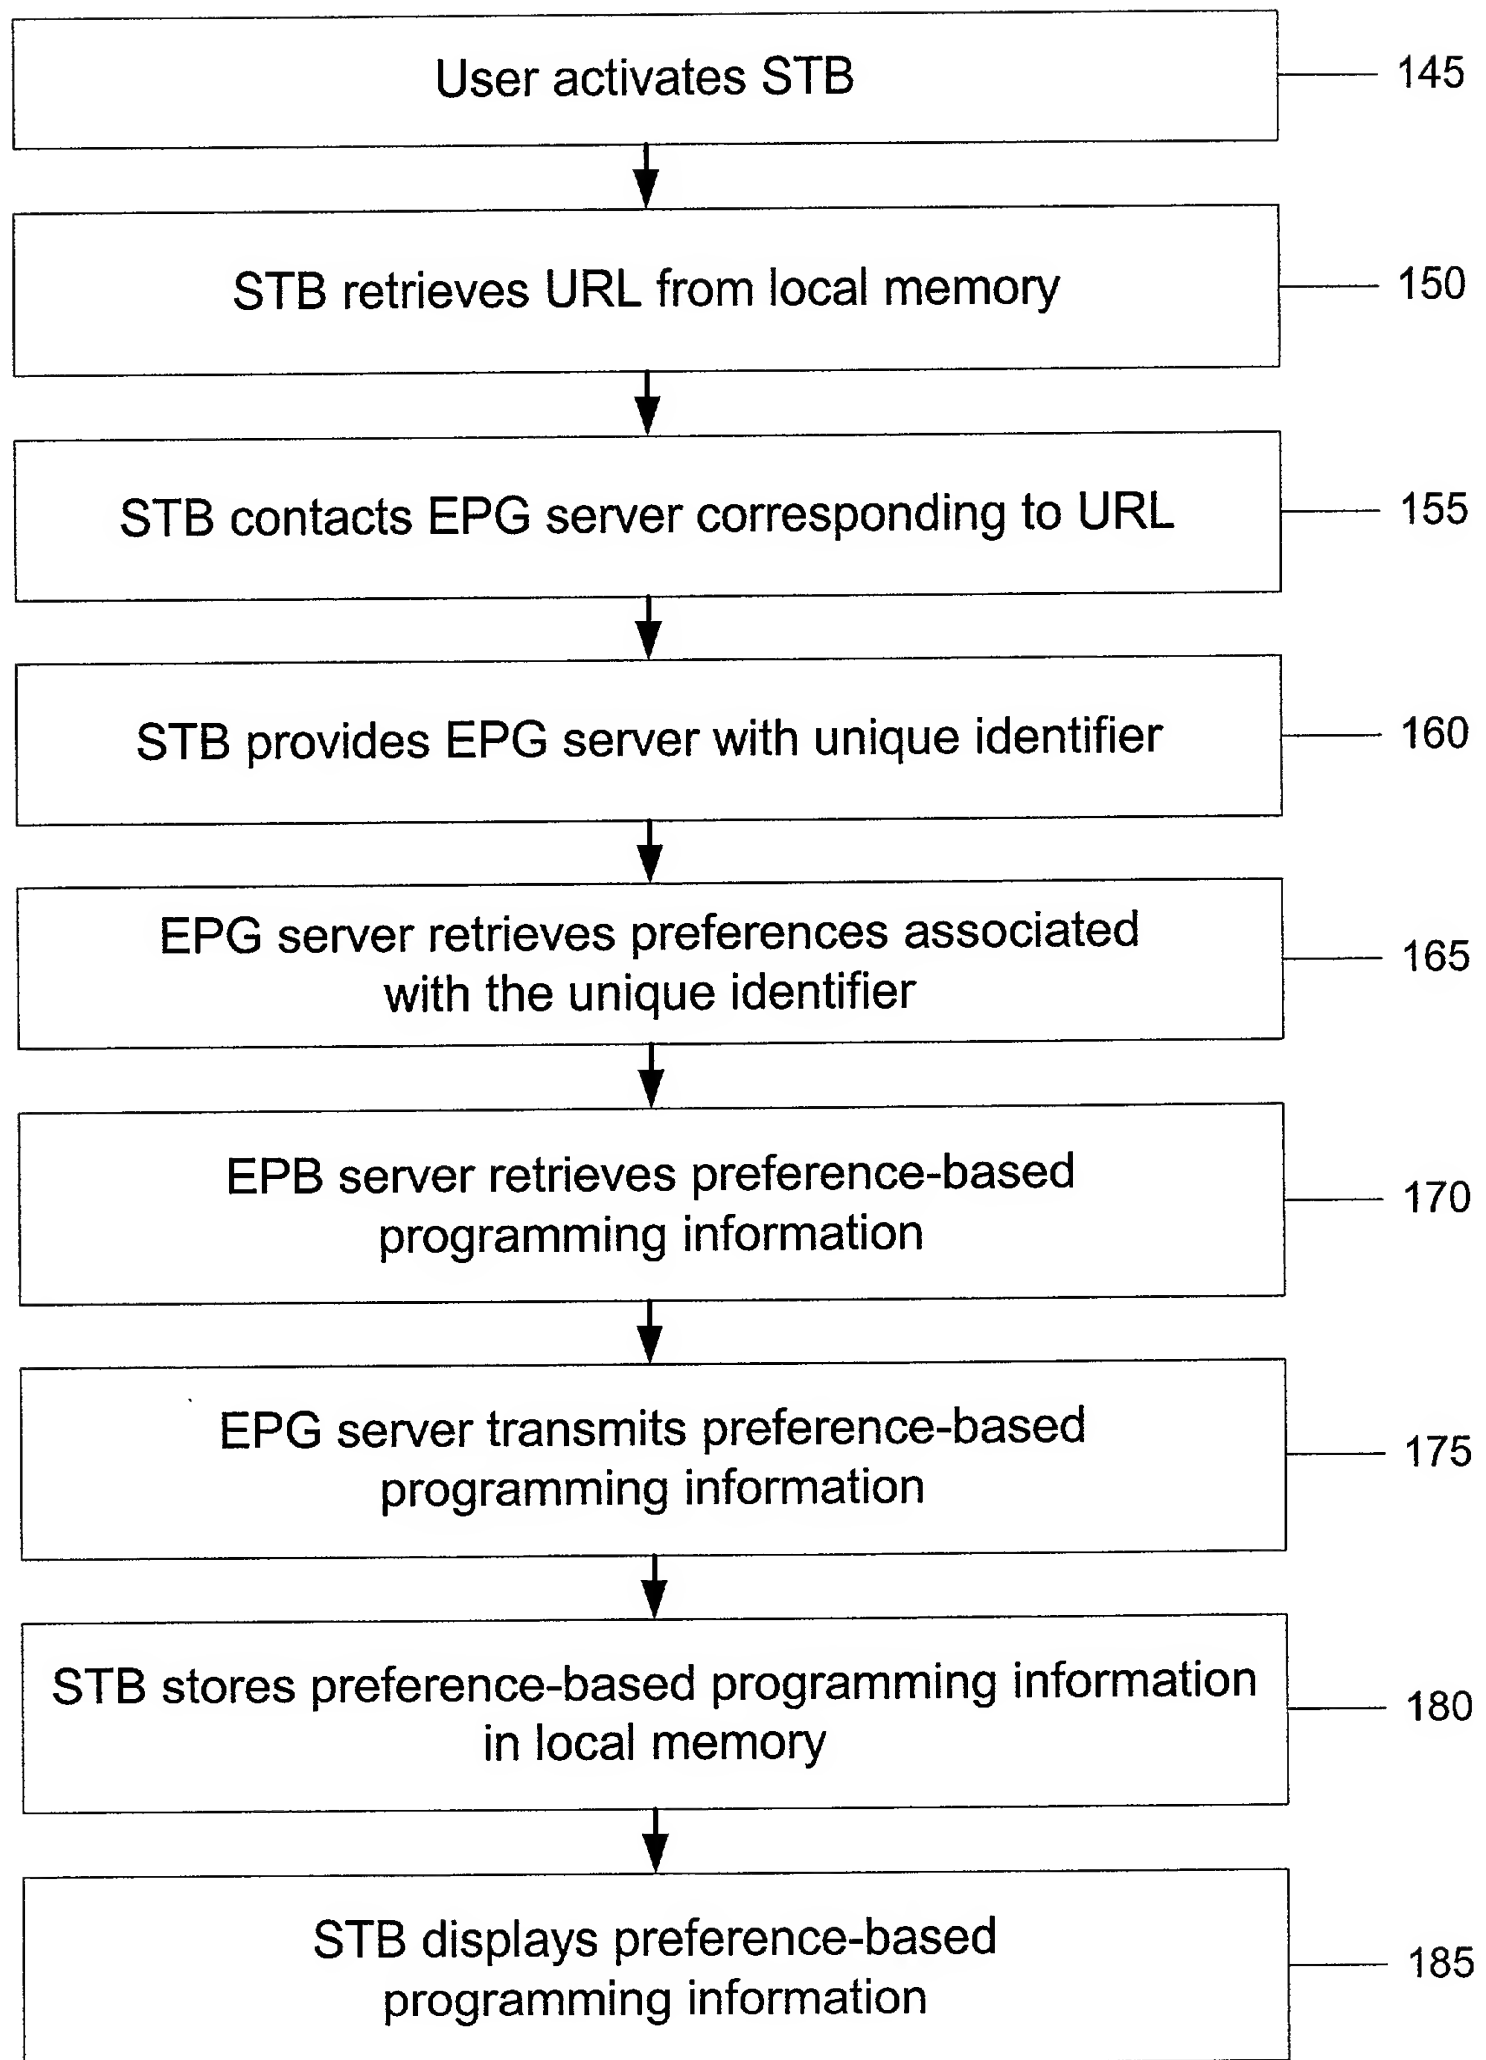 User activates STB
145
STB retrieves URL from local memory
150
STB contacts EPG server corresponding to URL
155
STB provides EPG server with unique identifier
160
EPG server retrieves preferences associated
with the unique identifier
165
EPB server retrieves preference-based
programming information
170
EPG server transmits preference-based
programming information
175
STB stores preference-based programming information
in local memory
180
STB displays preference-based
programming information
185